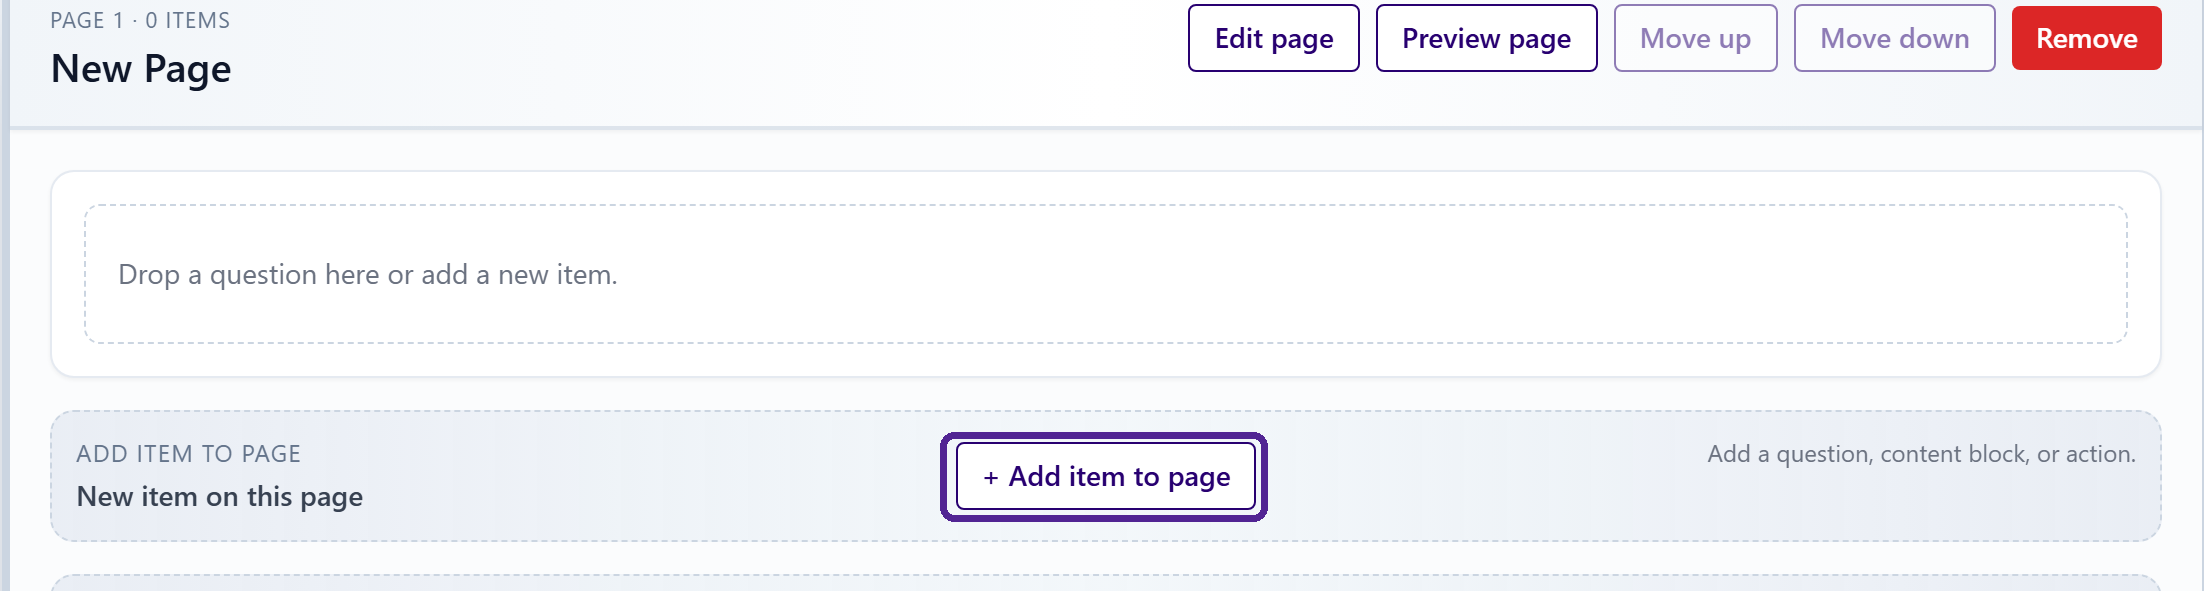 PAGE 1 · 0 ITEMS
New Page
Edit page
Preview page
Move up
Move down
Remove
Drop a question here or add a new item.
ADD ITEM TO PAGE
New item on this page
+ Add item to page
Add a question, content block, or action.